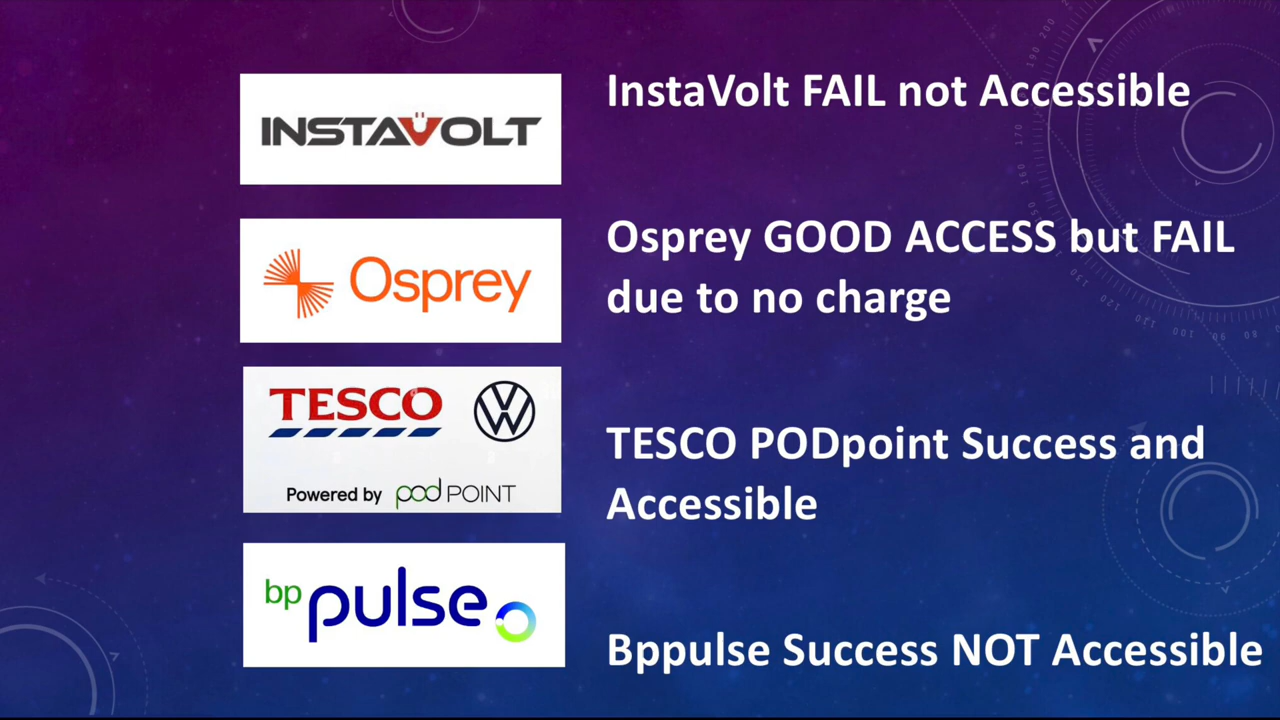 INSTAVOLT
InstaVolt FAIL not Accessible
Osprey
Osprey GOOD ACCESS but FAIL
due to no charge
TESCO
Powered by pod POINT
TESCO PODpoint Success and
Accessible
bp pulse
Bppulse Success NOT Accessible